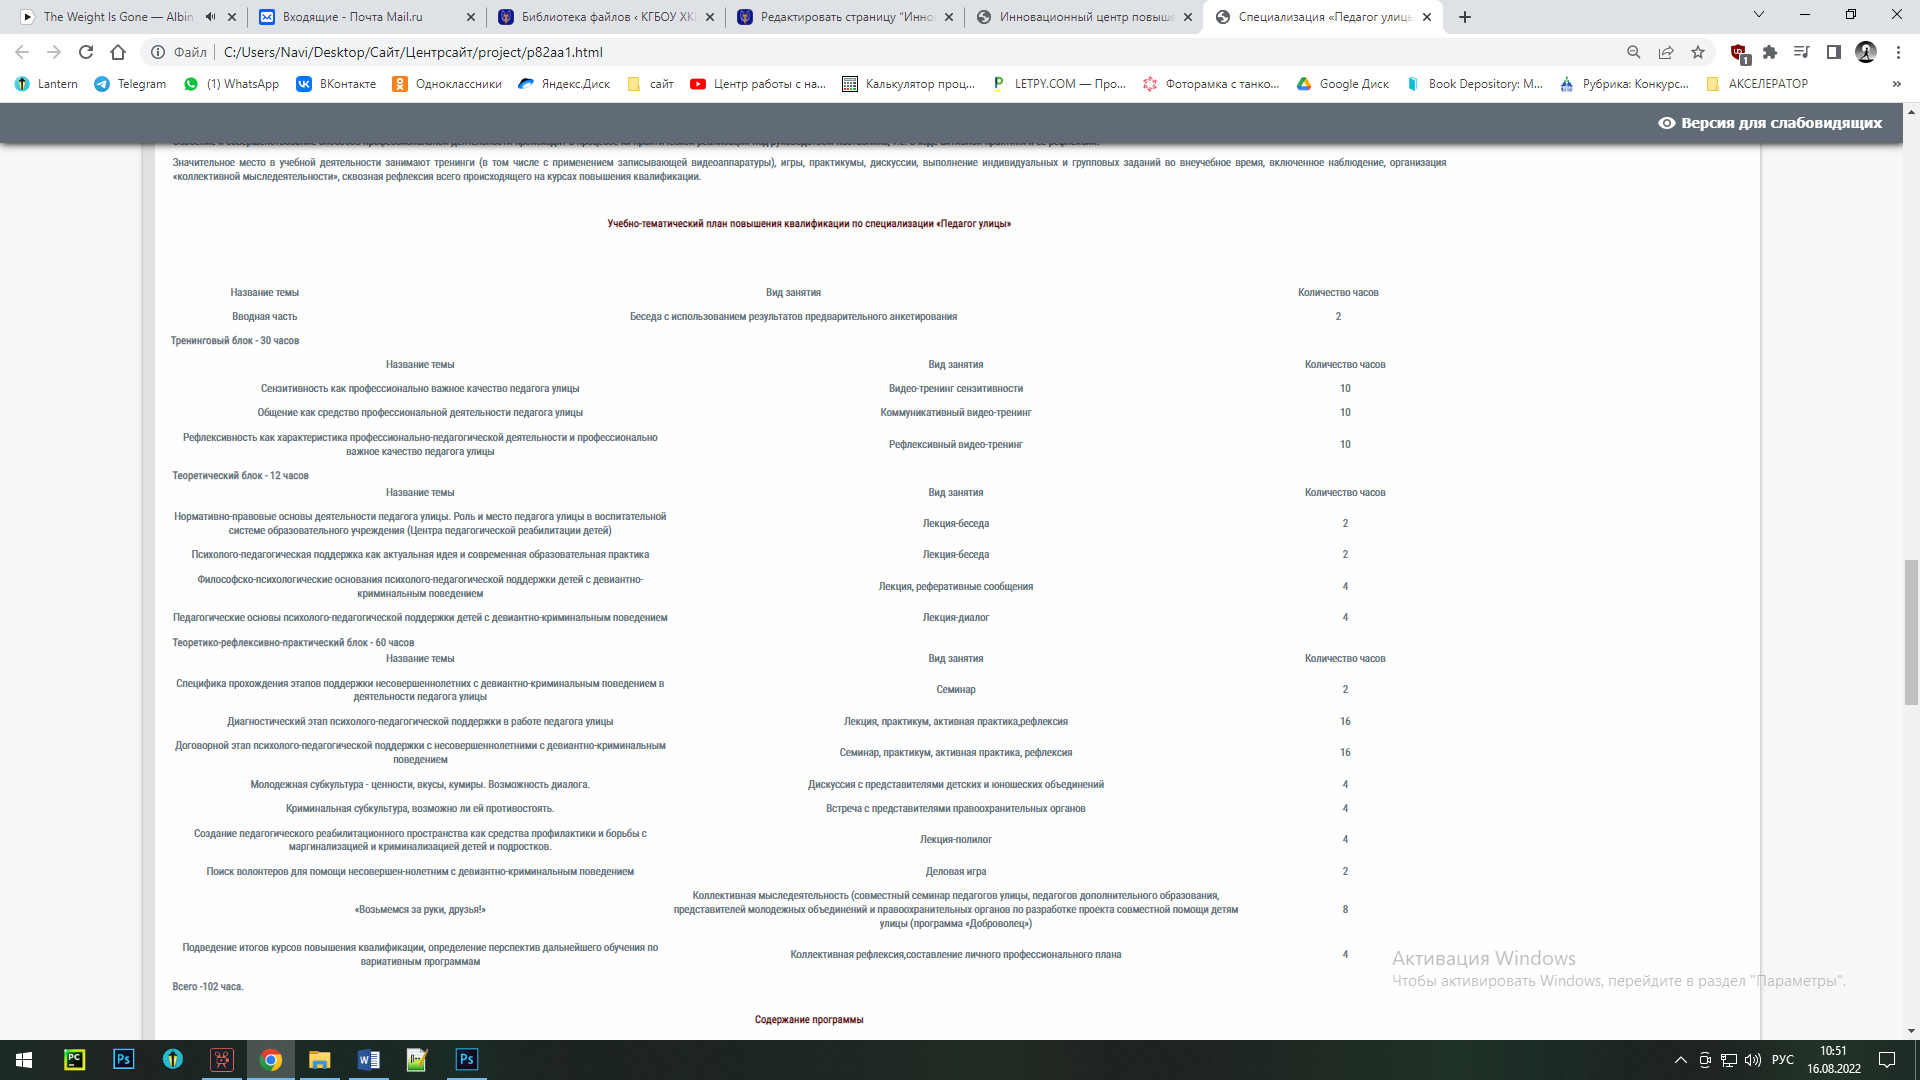 The Weight Is Gone — Albin
Входящие - Почта Mail.ru
Библиотека файлов ‹ КГБОУ ХК
Редактировать страницу "Инно
Инновационный центр повыше
Специализация «Педагог улиць
Файл
C:/Users/Navi/Desktop/Сайт/Центрсайт/project/p82aa1.html
1
Lantern
Telegram
(1) WhatsApp
ВКонтакте
Одноклассники
Яндекс.Диск
сайт
Центр работы с на...
Калькулятор проц...
LETPY.COM — Про...
Фоторамка с танко...
Google Диск
Book Depository: M...
Рубрика: Конкурс...
АКСЕЛЕРАТОР
»
Версия для слабовидящих
Значительное место в учебной деятельности занимают тренинги (в том числе с применением записывающей видеоаппаратуры), игры, практикумы, дискуссии, выполнение индивидуальных и групповых заданий во внеучебное время, включенное наблюдение, организация
«коллективной мыследеятельности», сквозная рефлексия всего происходящего на курсах повышения квалификации.
Учебно-тематический план повышения квалификации по специализации «Педагог улицы»
Название темы Вид занятия Количество часов
Вводная часть Беседа с использованием результатов предварительного анкетирования 2
Тренинговый блок - 30 часов
Название темы Вид занятия Количество часов
Сензитивность как профессионально важное качество педагога улицы Видео-тренинг сензитивности 10
Общение как средство профессиональной деятельности педагога улицы Коммуникативный видео-тренинг 10
Рефлексивность как характеристика профессионально-педагогической деятельности и профессионально
важное качество педагога улицы
Рефлексивный видео-тренинг 10
Теоретический блок - 12 часов
Название темы Вид занятия Количество часов
Нормативно-правовые основы деятельности педагога улицы. Роль и место педагога улицы в воспитательной
системе образовательного учреждения (Центра педагогической реабилитации детей)
Лекция-беседа 2
Психолого-педагогическая поддержка как актуальная идея и современная образовательная практика Лекция-беседа 2
Философско-психологические основания психолого-педагогической поддержки детей с девиантно-
криминальным поведением
Лекция, реферативные сообщения 4
Педагогические основы психолого-педагогической поддержки детей с девиантно-криминальным поведением Лекция-диалог 4
Теоретико-рефлексивно-практический блок - 60 часов
Название темы Вид занятия Количество часов
Специфика прохождения этапов поддержки несовершеннолетних с девиантно-криминальным поведением в
деятельности педагога улицы
Семинар 2
Диагностический этап психолого-педагогической поддержки в работе педагога улицы Лекция, практикум, активная практика,рефлексия 16
Договорной этап психолого-педагогической поддержки с несовершеннолетними с девиантно-криминальным
поведением
Семинар, практикум, активная практика, рефлексия 16
Молодежная субкультура - ценности, вкусы, кумиры. Возможность диалога. Дискуссия с представителями детских и юношеских объединений 4
Криминальная субкультура, возможно ли ей противостоять. Встреча с представителями правоохранительных органов 4
Создание педагогического реабилитационного пространства как средства профилактики и борьбы с
маргинализацией и криминализацией детей и подростков.
Лекция-полилог 4
Поиск волонтеров для помощи несовершен-нолетним с девиантно-криминальным поведением Деловая игра 2
«Возьмемся за руки, друзья!»
Коллективная мыследеятельность (совместный семинар педагогов улицы, педагогов дополнительного образования,
представителей молодежных объединений и правоохранительных органов по разработке проекта совместной помощи детям
улицы (программа «Доброволец»)
8
Подведение итогов курсов повышения квалификации, определение перспектив дальнейшего обучения по
вариативным программам
Коллективная рефлексия,составление личного профессионального плана 4
Всего -102 часа.
Содержание программы
Активация Windows
Чтобы активировать Windows, перейдите в раздел "Параметры".
РУС
10:51
16.08.2022